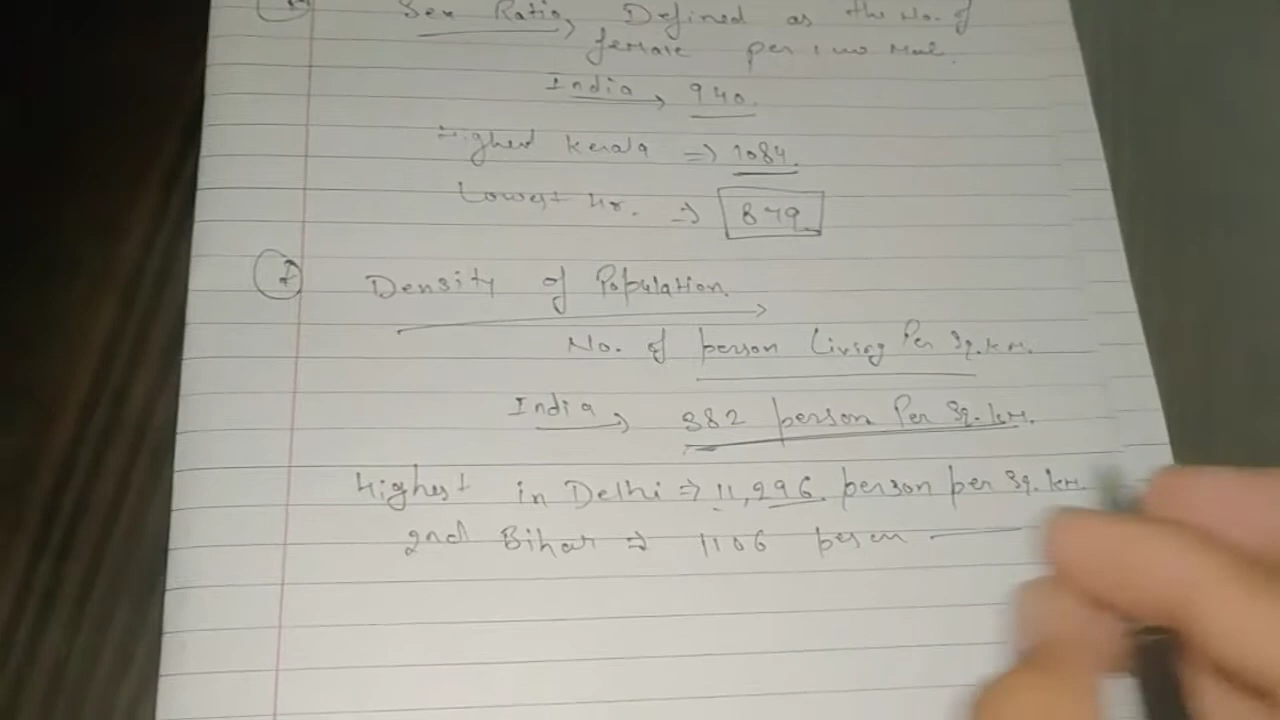 Sex Ratio, Defined as the No. of
female per 1000 Male.
India → 940.
Highest Kerala => 1084.
Lowest Hr. => 879
7 Density of Population.
No. of person Living Per Sq. km.
India → 382 person Per Sq. km.
Highest in Delhi => 11,296. person per Sq. km.
2nd Bihar => 1106 person